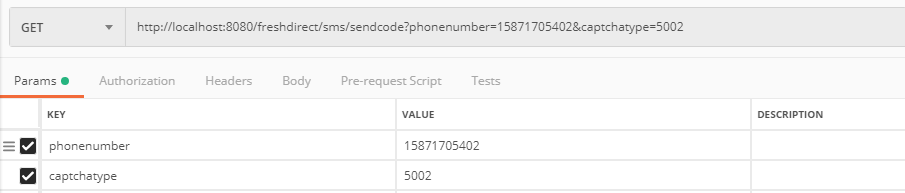 GET http://localhost:8080/freshdirect/sms/sendcode?phonenumber=15871705402&captchatype=5002
Params Authorization Headers Body Pre-request Script Tests
KEY VALUE DESCRIPTION
phonenumber 15871705402
captchatype 5002